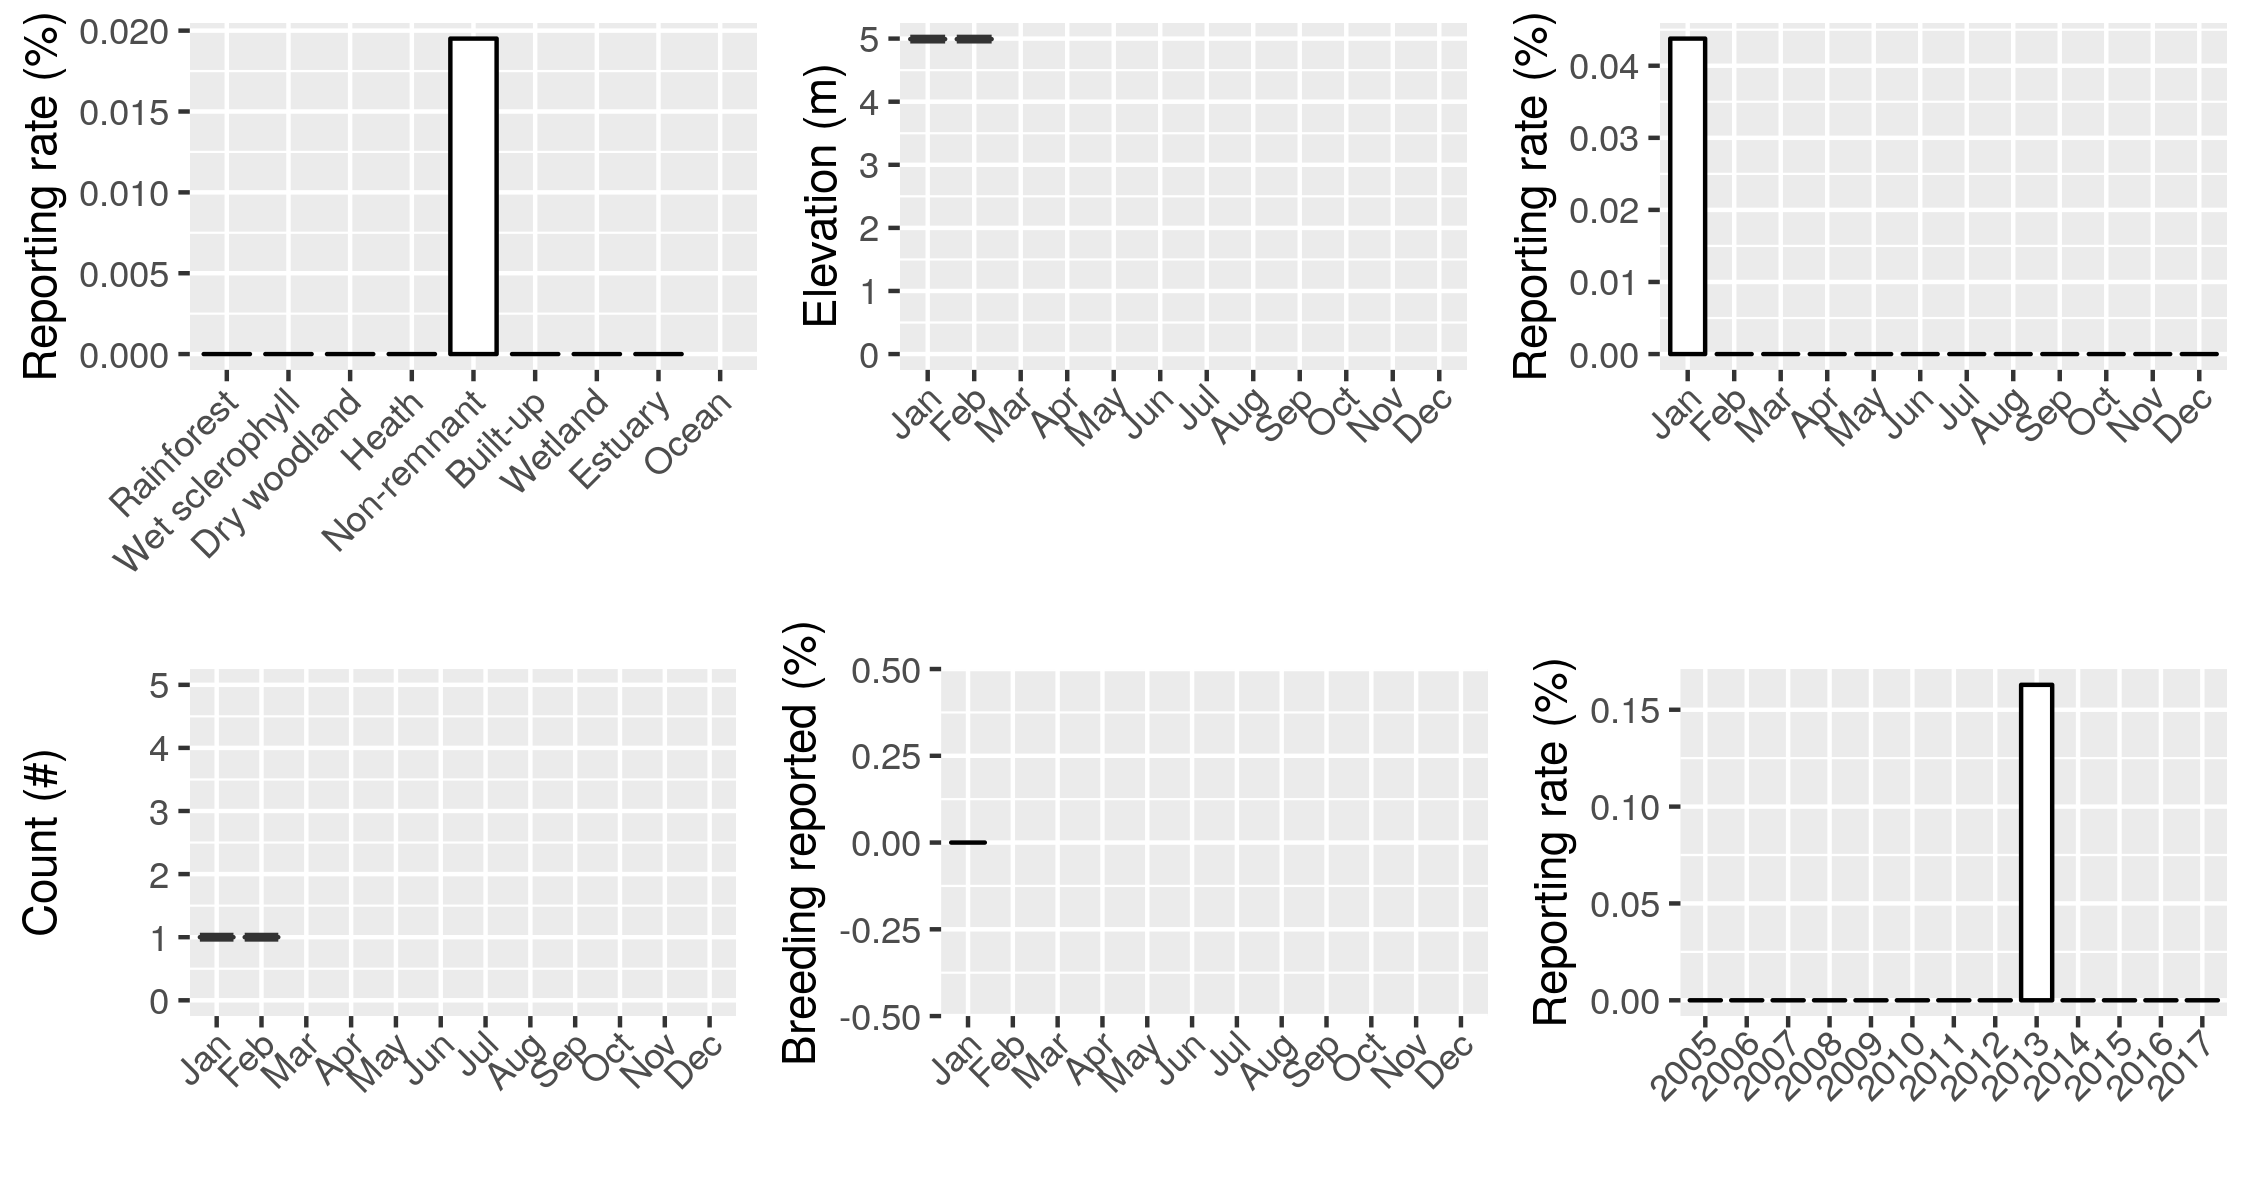 Reporting rate (%)
0.020
0.015
0.010
0.005
0.000
Rainforest
Wet sclerophyll
Dry woodland
Heath
Non-remnant
Built-up
Wetland
Estuary
Ocean
Elevation (m)
5
4
3
2
1
0
Jan
Feb
Mar
Apr
May
Jun
Jul
Aug
Sep
Oct
Nov
Dec
Reporting rate (%)
0.04
0.03
0.02
0.01
0.00
Jan
Feb
Mar
Apr
May
Jun
Jul
Aug
Sep
Oct
Nov
Dec
Count (#)
5
4
3
2
1
0
Jan
Feb
Mar
Apr
May
Jun
Jul
Aug
Sep
Oct
Nov
Dec
Breeding reported (%)
0.50
0.25
0.00
-0.25
-0.50
Jan
Feb
Mar
Apr
May
Jun
Jul
Aug
Sep
Oct
Nov
Dec
Reporting rate (%)
0.15
0.10
0.05
0.00
2005
2006
2007
2008
2009
2010
2011
2012
2013
2014
2015
2016
2017